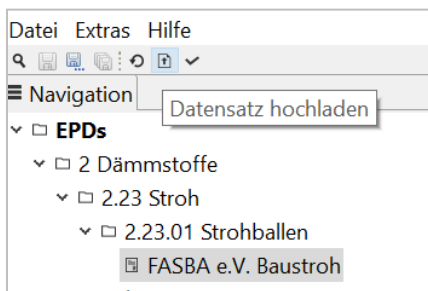 Datei Extras Hilfe
Navigation
Datensatz hochladen
EPDs
2 Dämmstoffe
2.23 Stroh
2.23.01 Strohballen
FASBA e.V. Baustroh